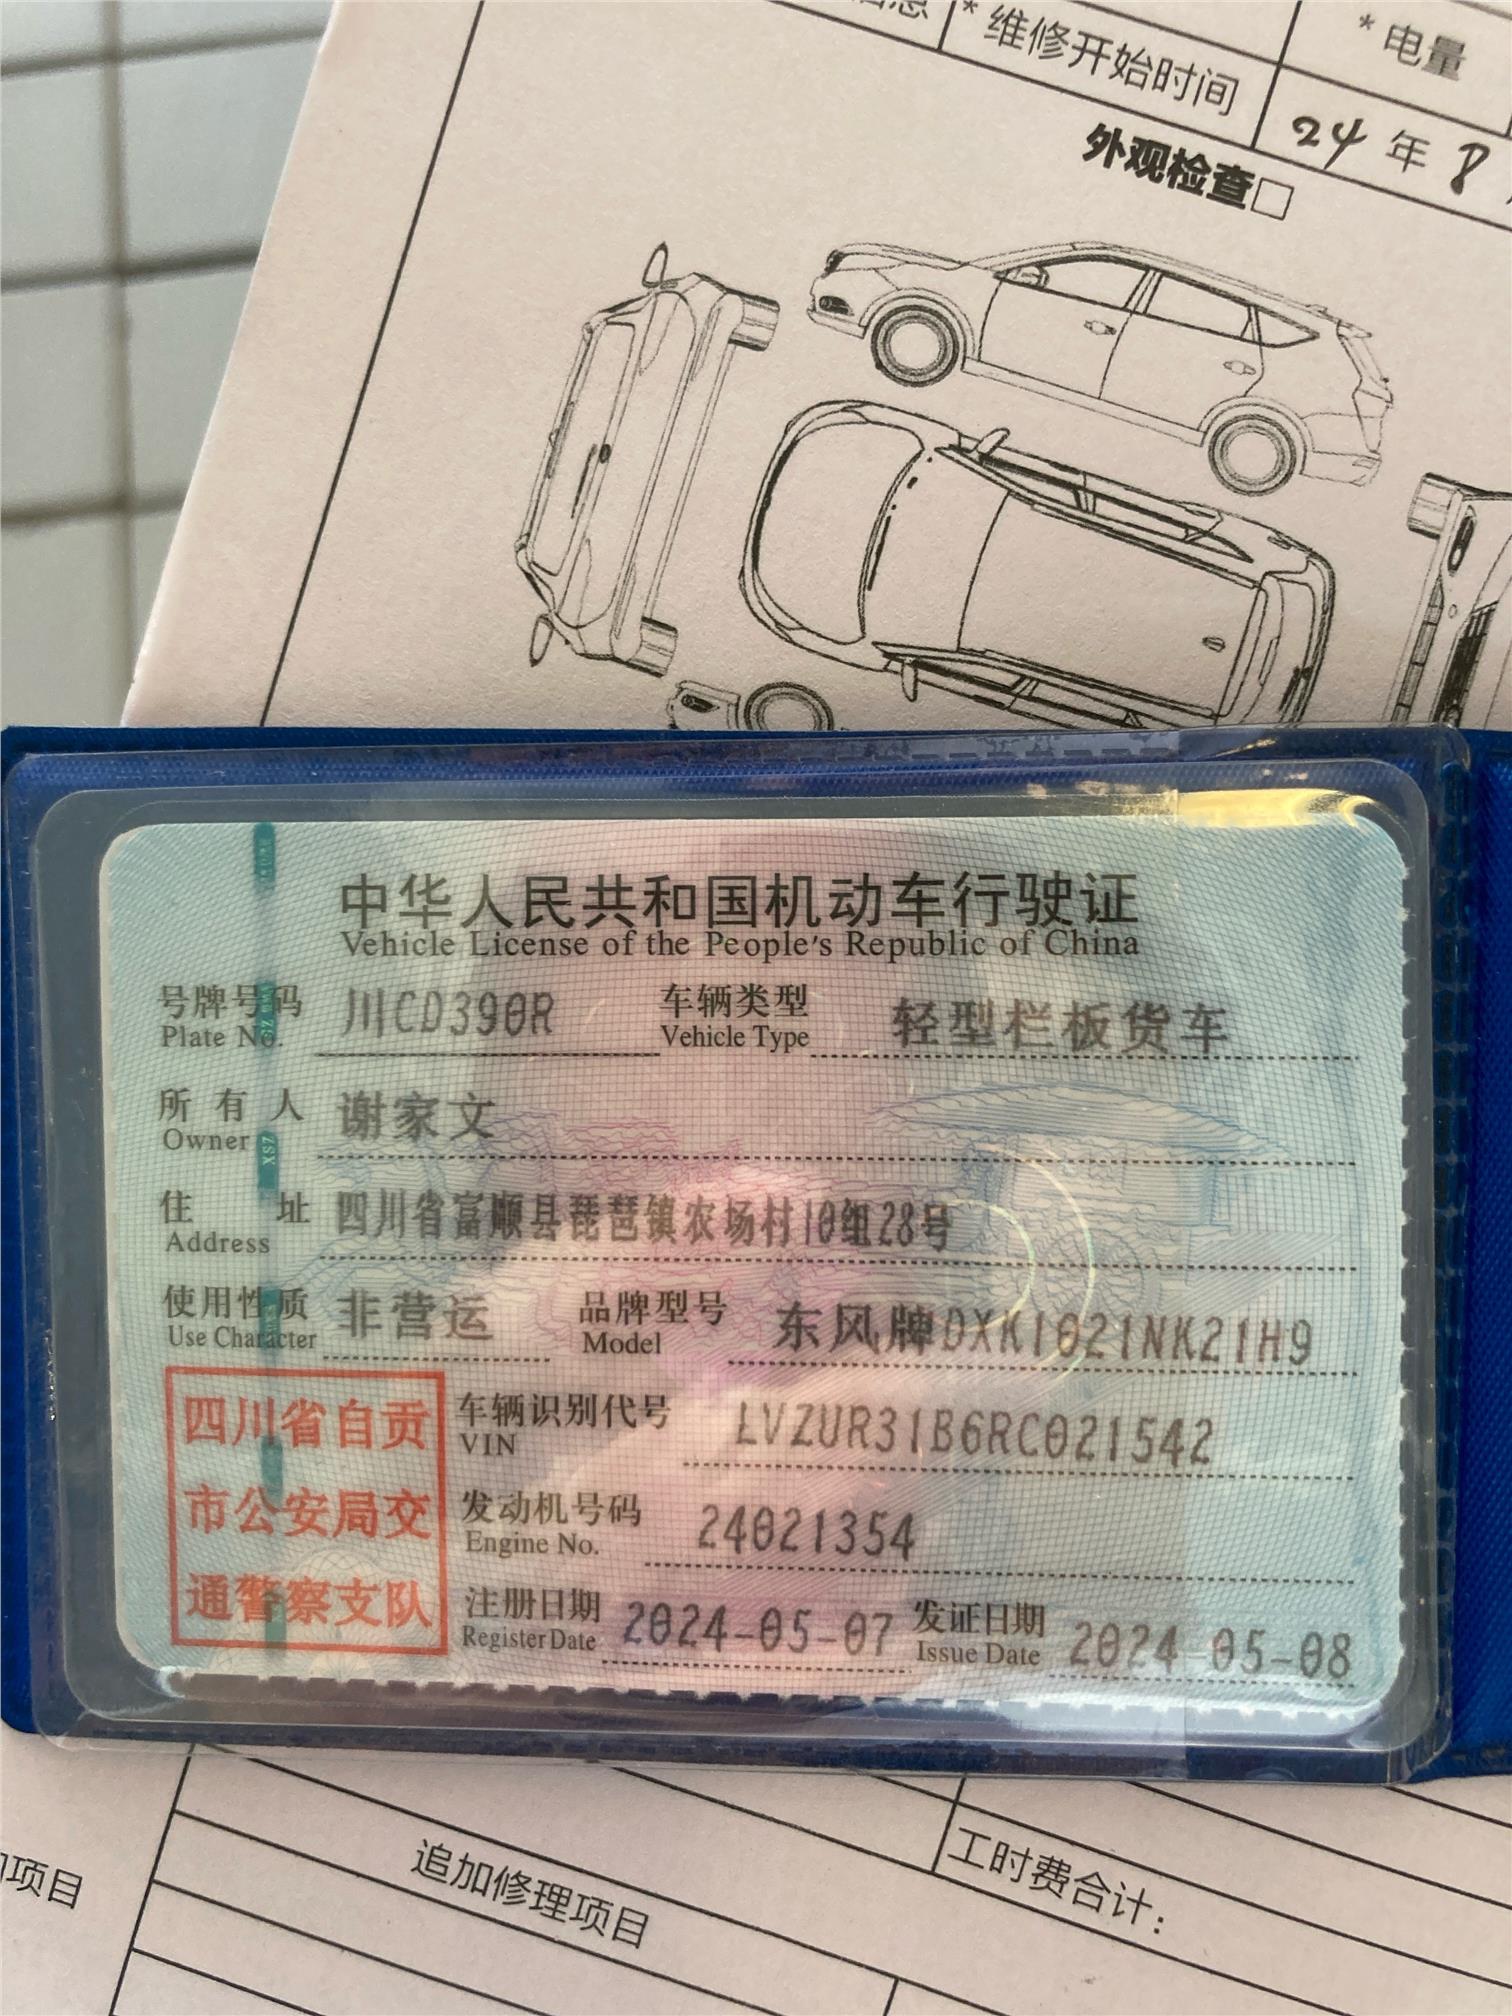 * 维修开始时间
* 电量
24 年 8
外观检查□
中华人民共和国机动车行驶证
Vehicle License of the People's Republic of China
号牌号码 川CD390R 车辆类型 轻型栏板货车
Plate No. Vehicle Type
所有人 谢家文
Owner
住址 四川省富顺县琵琶镇农场村10组28号
Address
使用性质 非营运 品牌型号 东风牌DXK1021NK21H9
Use Character Model
四川省自贡
市公安局交
通警察支队
车辆识别代号 LVZUR31B6RC021542
VIN
发动机号码 24021354
Engine No.
注册日期 2024-05-07 发证日期 2024-05-08
Register Date Issue Date
项目
追加修理项目
工时费合计：